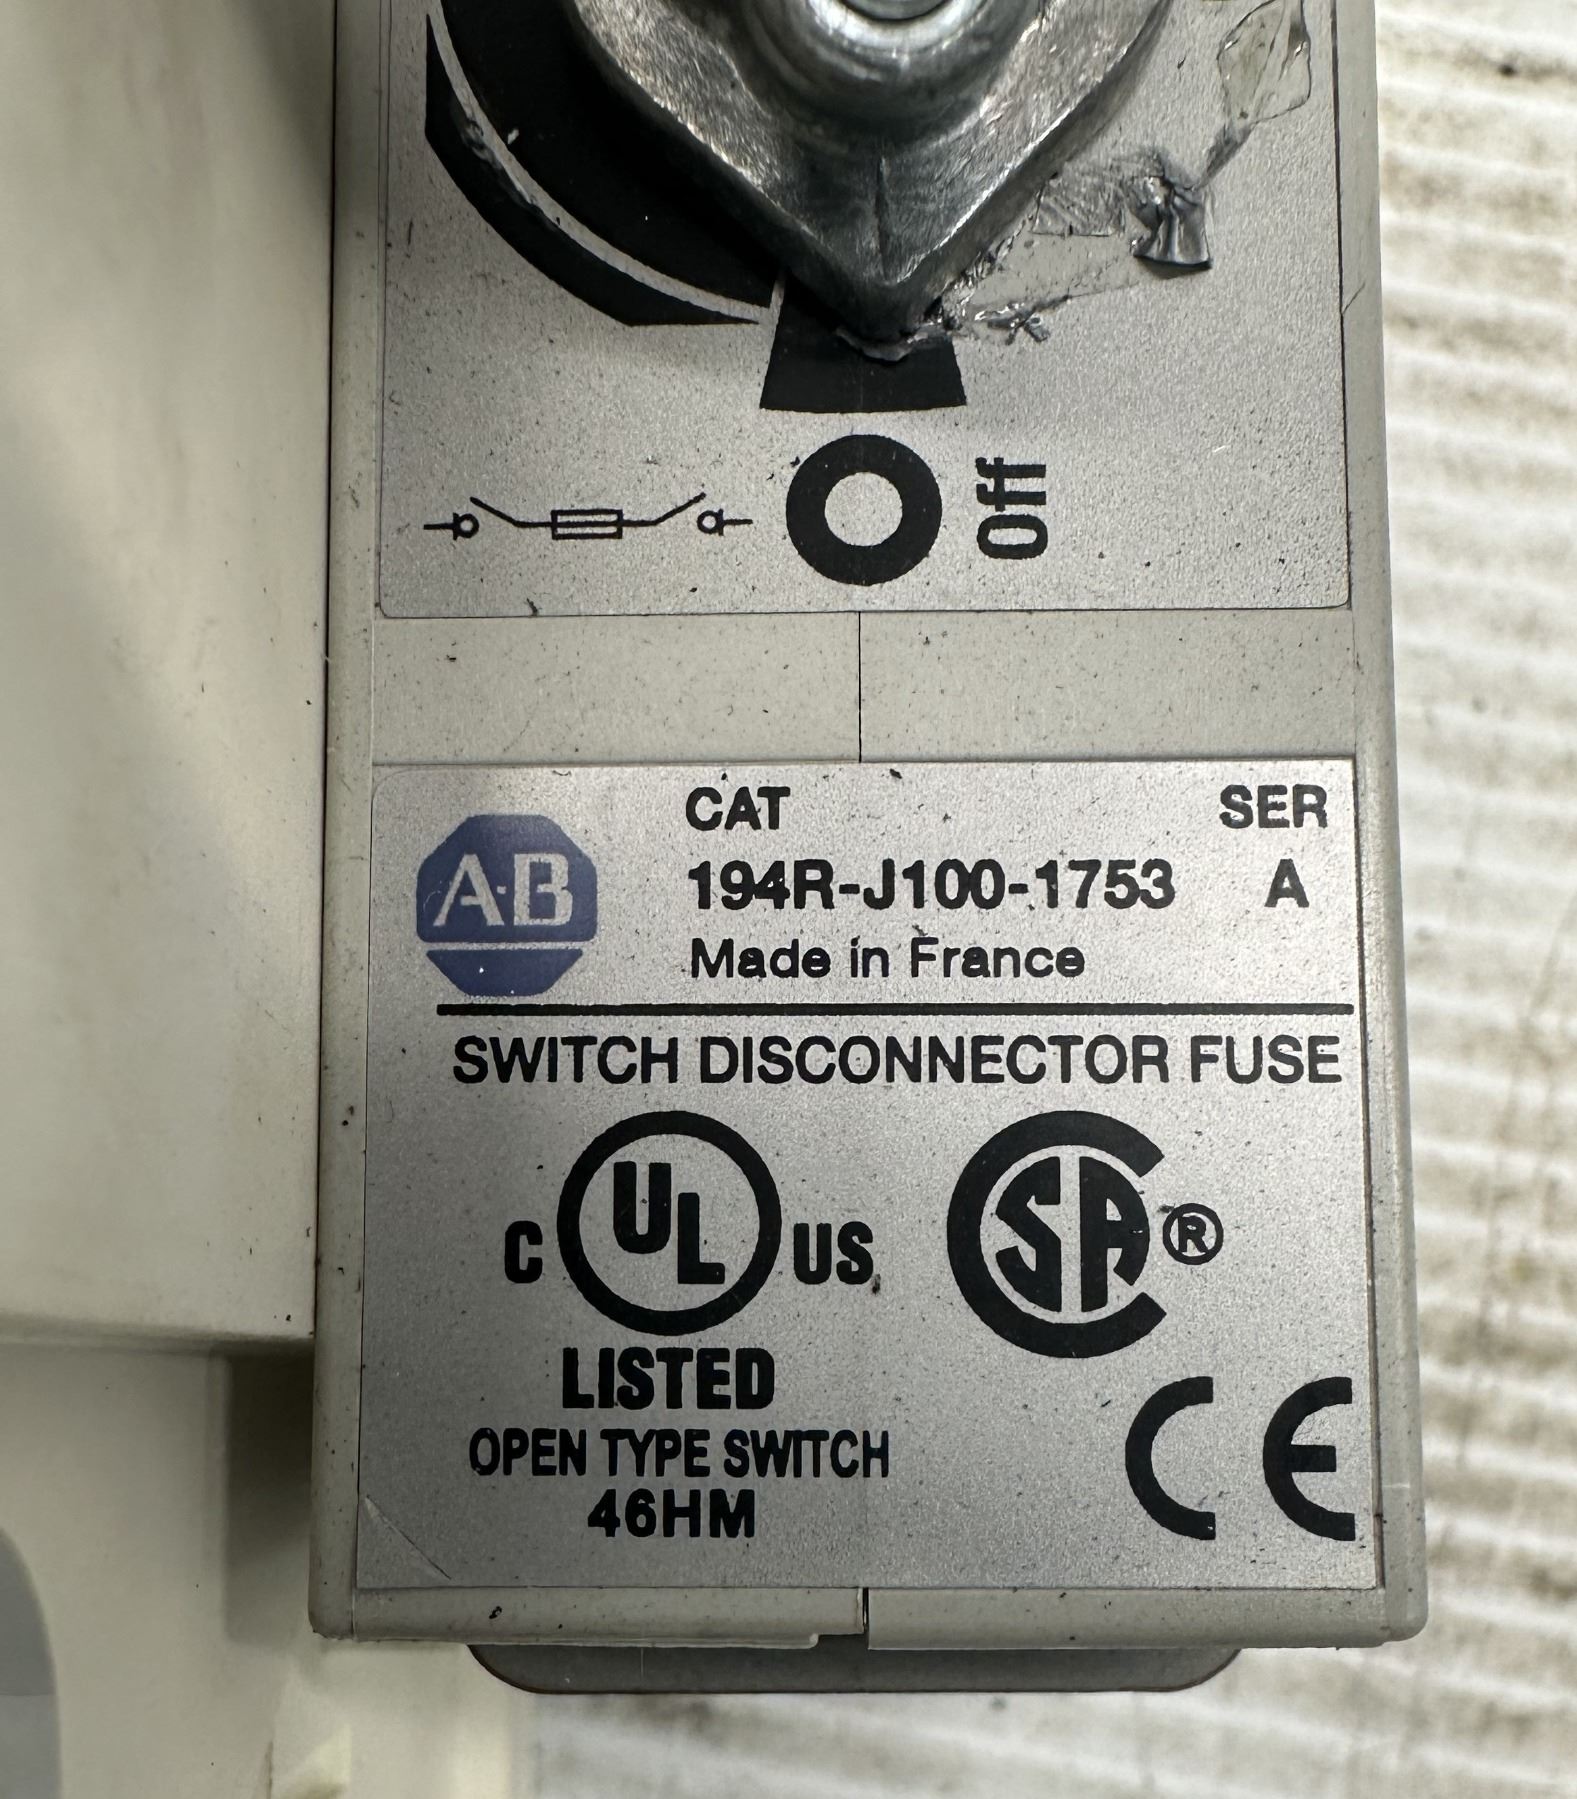 Off
CAT SER
A-B 194R-J100-1753 A
Made in France
SWITCH DISCONNECTOR FUSE
C UL US SA ®
LISTED
OPEN TYPE SWITCH
46HM
CE